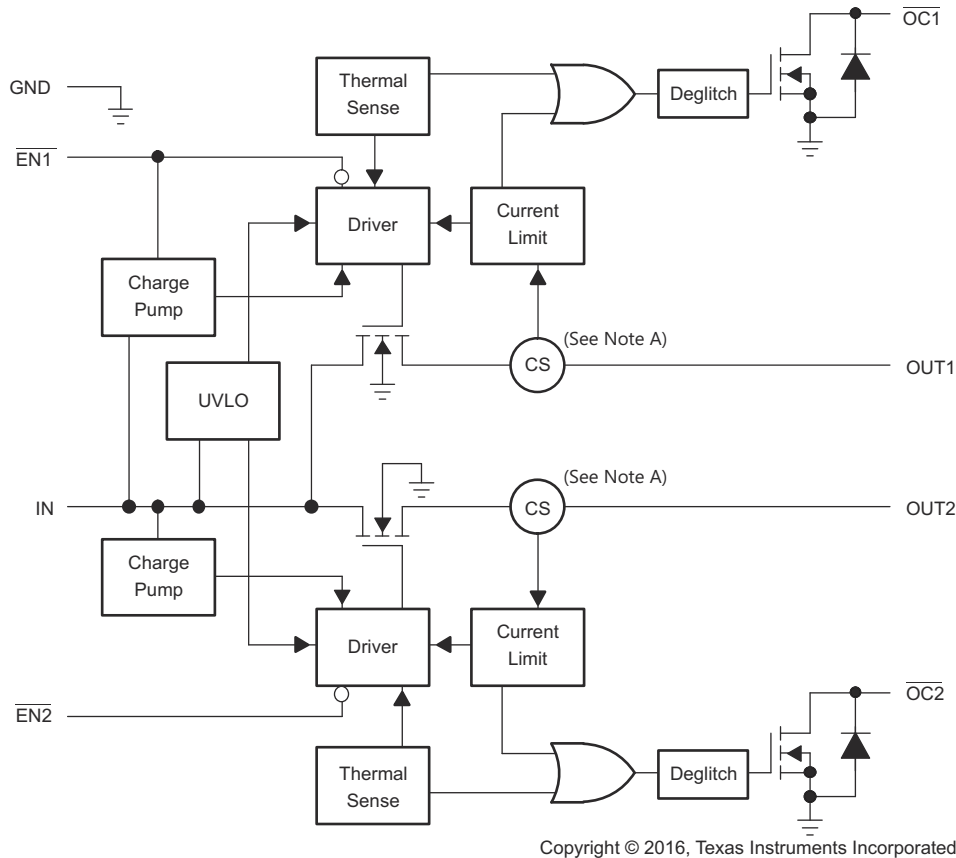 OC1
GND
Thermal
Sense
Deglitch
EN1
Driver
Current
Limit
Charge
Pump
(See Note A)
CS
OUT1
UVLO
(See Note A)
IN
CS
OUT2
Charge
Pump
Driver
Current
Limit
OC2
EN2
Thermal
Sense
Deglitch
Copyright © 2016, Texas Instruments Incorporated